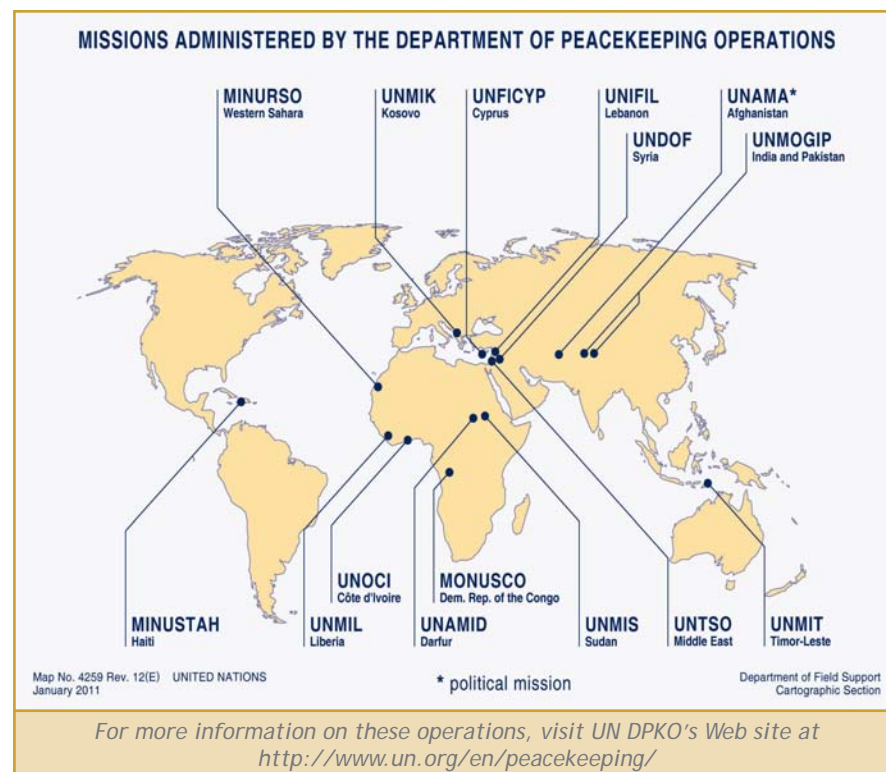 MISSIONS ADMINISTERED BY THE DEPARTMENT OF PEACEKEEPING OPERATIONS
MINURSO
Western Sahara
UNMIK
Kosovo
UNFICYP
Cyprus
UNIFIL
Lebanon
UNAMA*
Afghanistan
UNDOF
Syria
UNMOGIP
India and Pakistan
UNOCI
Côte d'Ivoire
MONUSCO
Dem. Rep. of the Congo
MINUSTAH
Haiti
UNMIL
Liberia
UNAMID
Darfur
UNMIS
Sudan
UNTSO
Middle East
UNMIT
Timor-Leste
Map No. 4259 Rev. 12(E) UNITED NATIONS
January 2011
* political mission
Department of Field Support
Cartographic Section
For more information on these operations, visit UN DPKO's Web site at
http://www.un.org/en/peacekeeping/